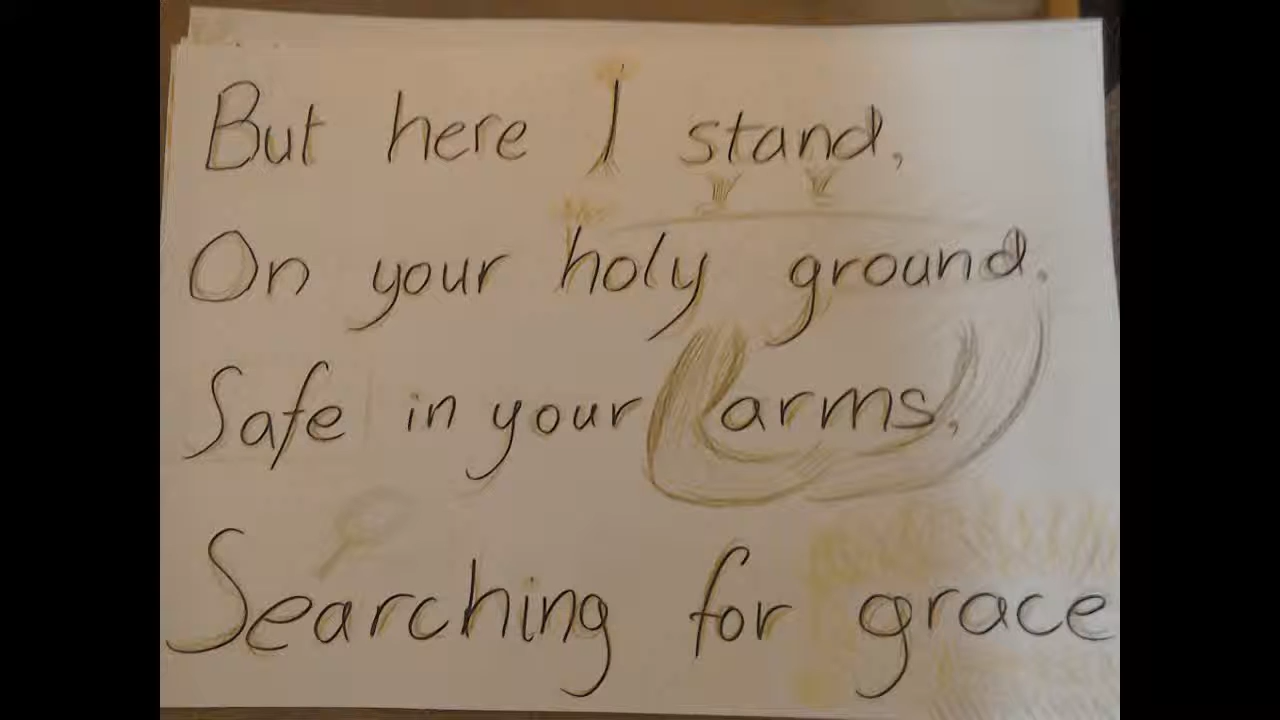 But here I stand,
On your holy ground.
Safe in your arms,
Searching for grace